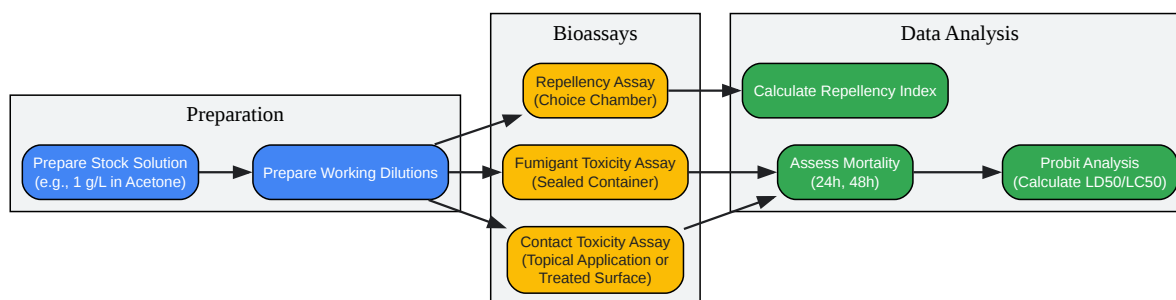 Preparation
Prepare Stock Solution
(e.g., 1 g/L in Acetone)
Prepare Working Dilutions
Bioassays
Repellency Assay
(Choice Chamber)
Fumigant Toxicity Assay
(Sealed Container)
Contact Toxicity Assay
(Topical Application or
Treated Surface)
Data Analysis
Calculate Repellency Index
Assess Mortality
(24h, 48h)
Probit Analysis
(Calculate LD50/LC50)